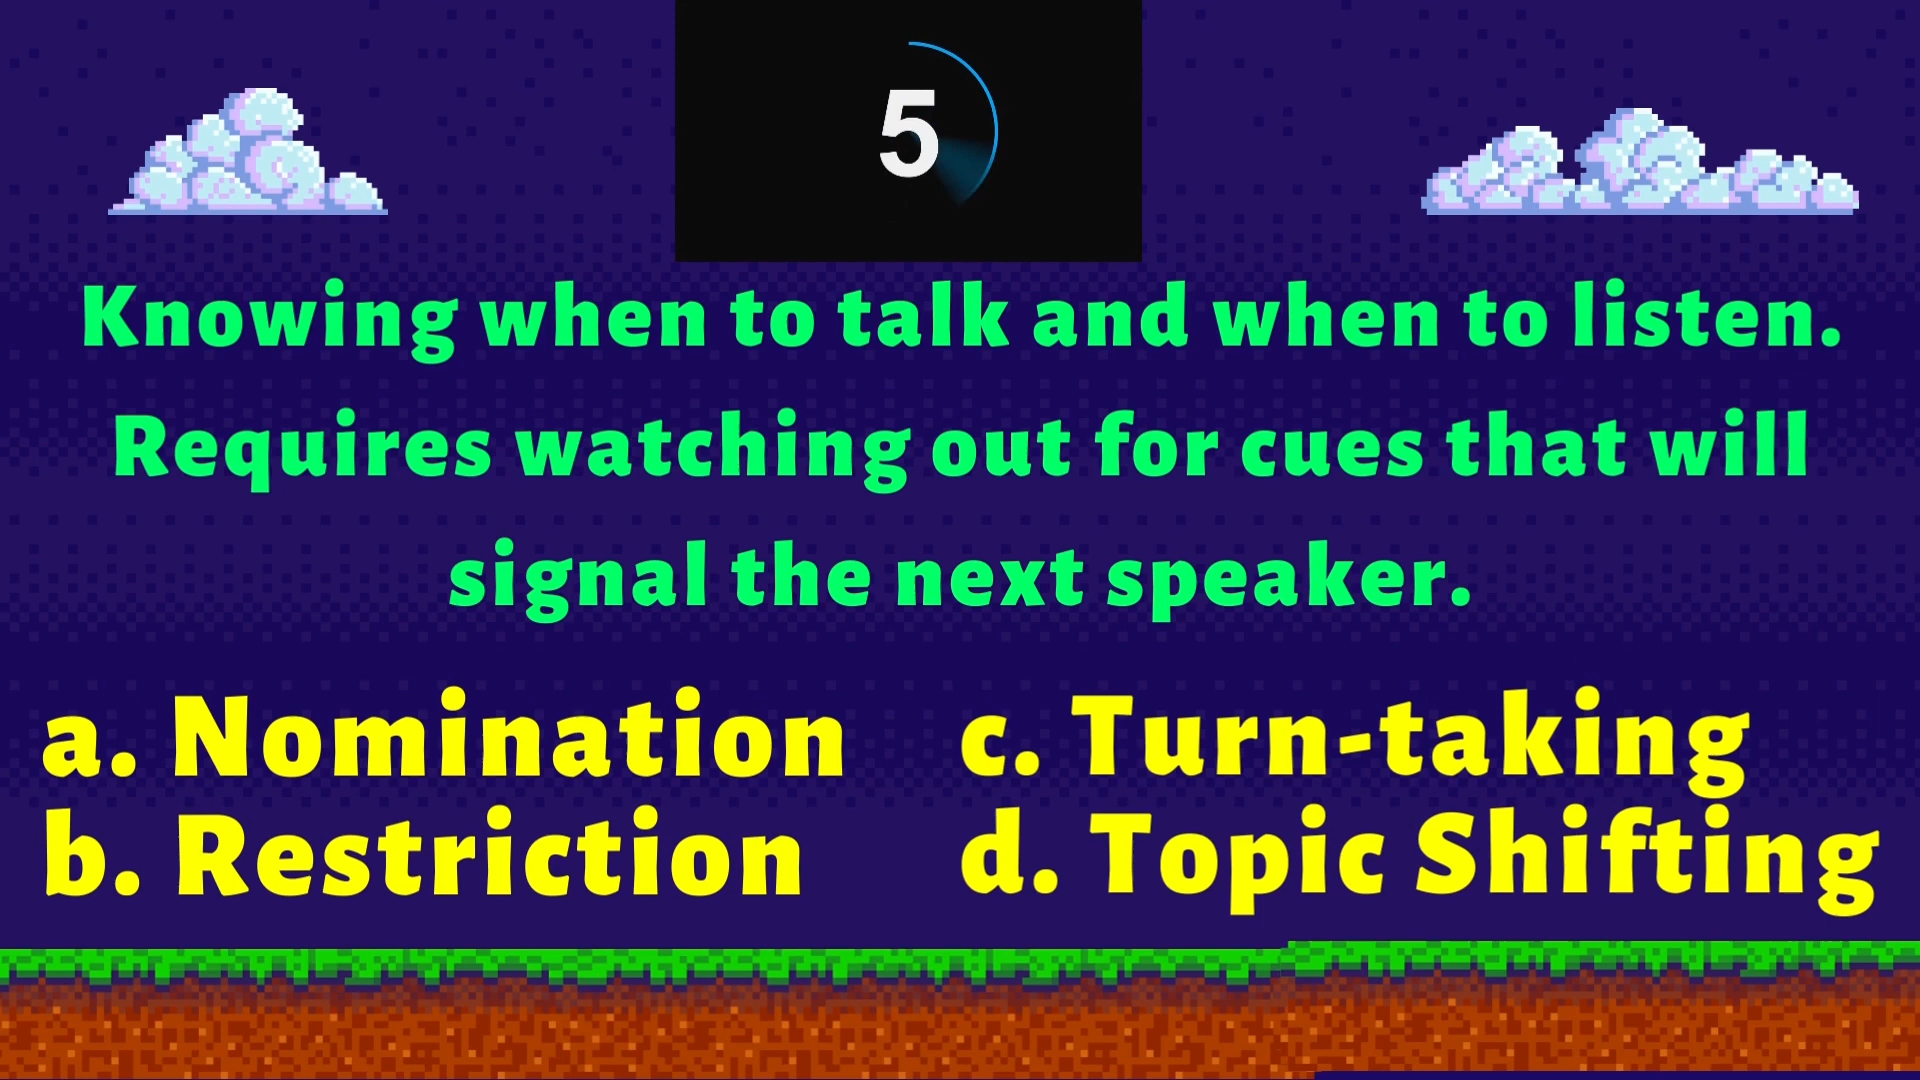 5
Knowing when to talk and when to listen.
Requires watching out for cues that will
signal the next speaker.
a. Nomination
b. Restriction
c. Turn-taking
d. Topic Shifting